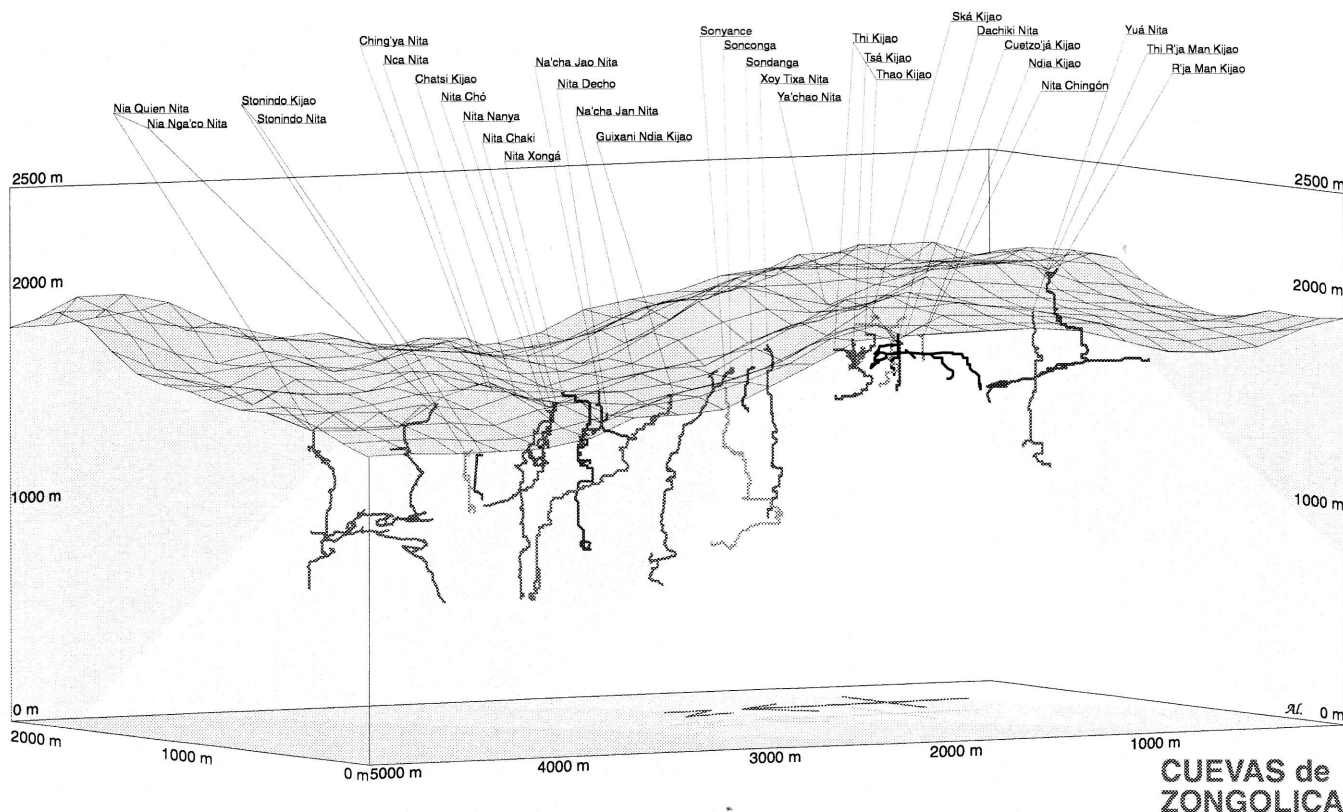 Nia Quien Nita
Nia Nga'co Nita
Stonindo Kijao
Stonindo Nita
Ching'ya Nita
Nca Nita
Chatsi Kijao
Nita Chó
Nita Nanya
Nita Chaki
Nita Xongá
Na'cha Jao Nita
Nita Decho
Na'cha Jan Nita
Guixani Ndia Kijao
Sonyance
Sonconga
Sondanga
Xoy Tixa Nita
Ya'chao Nita
Thi Kijao
Tsá Kijao
Thao Kijao
Ská Kijao
Dachiki Nita
Cuetzo'já Kijao
Ndia Kijao
Nita Chingón
Yuá Nita
Thi R'ja Man Kijao
R'ja Man Kijao
2500 m
2500 m
2000 m
2000 m
1000 m
1000 m
0 m
Al.
0 m
2000 m
1000 m
0 m
5000 m
4000 m
3000 m
2000 m
1000 m
CUEVAS de
ZONGOLICA